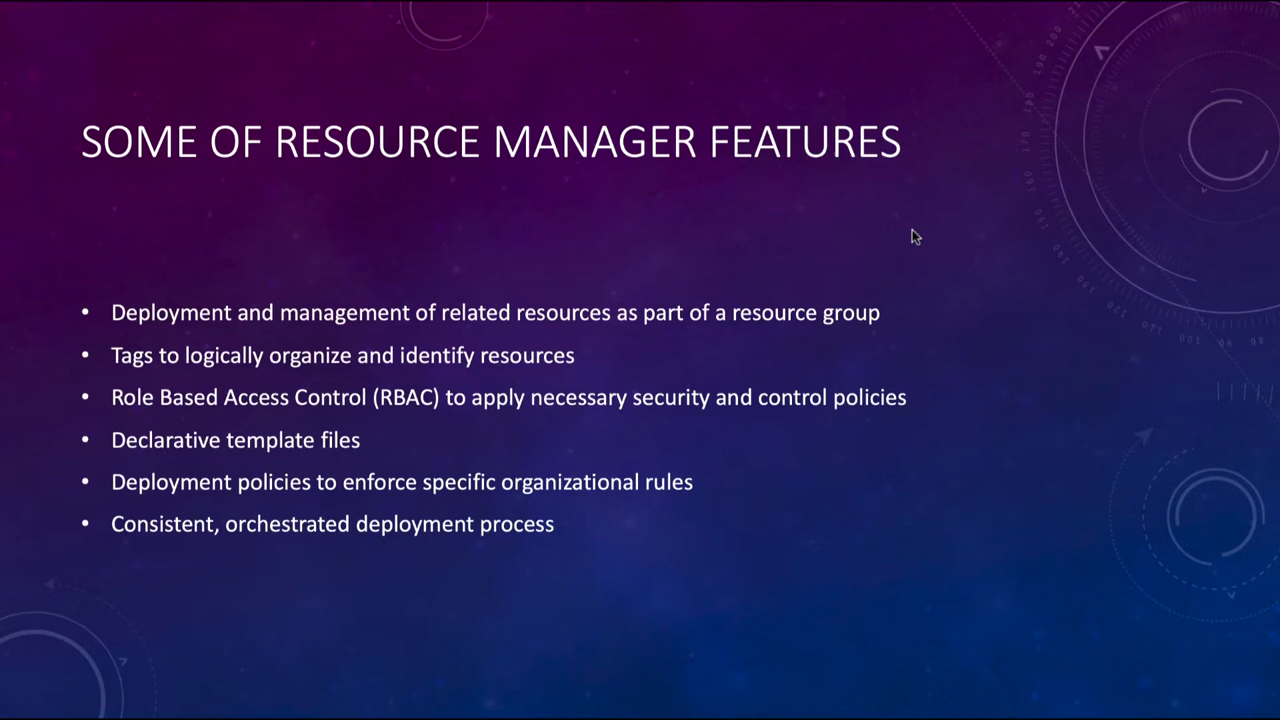 SOME OF RESOURCE MANAGER FEATURES
• Deployment and management of related resources as part of a resource group
• Tags to logically organize and identify resources
• Role Based Access Control (RBAC) to apply necessary security and control policies
• Declarative template files
• Deployment policies to enforce specific organizational rules
• Consistent, orchestrated deployment process